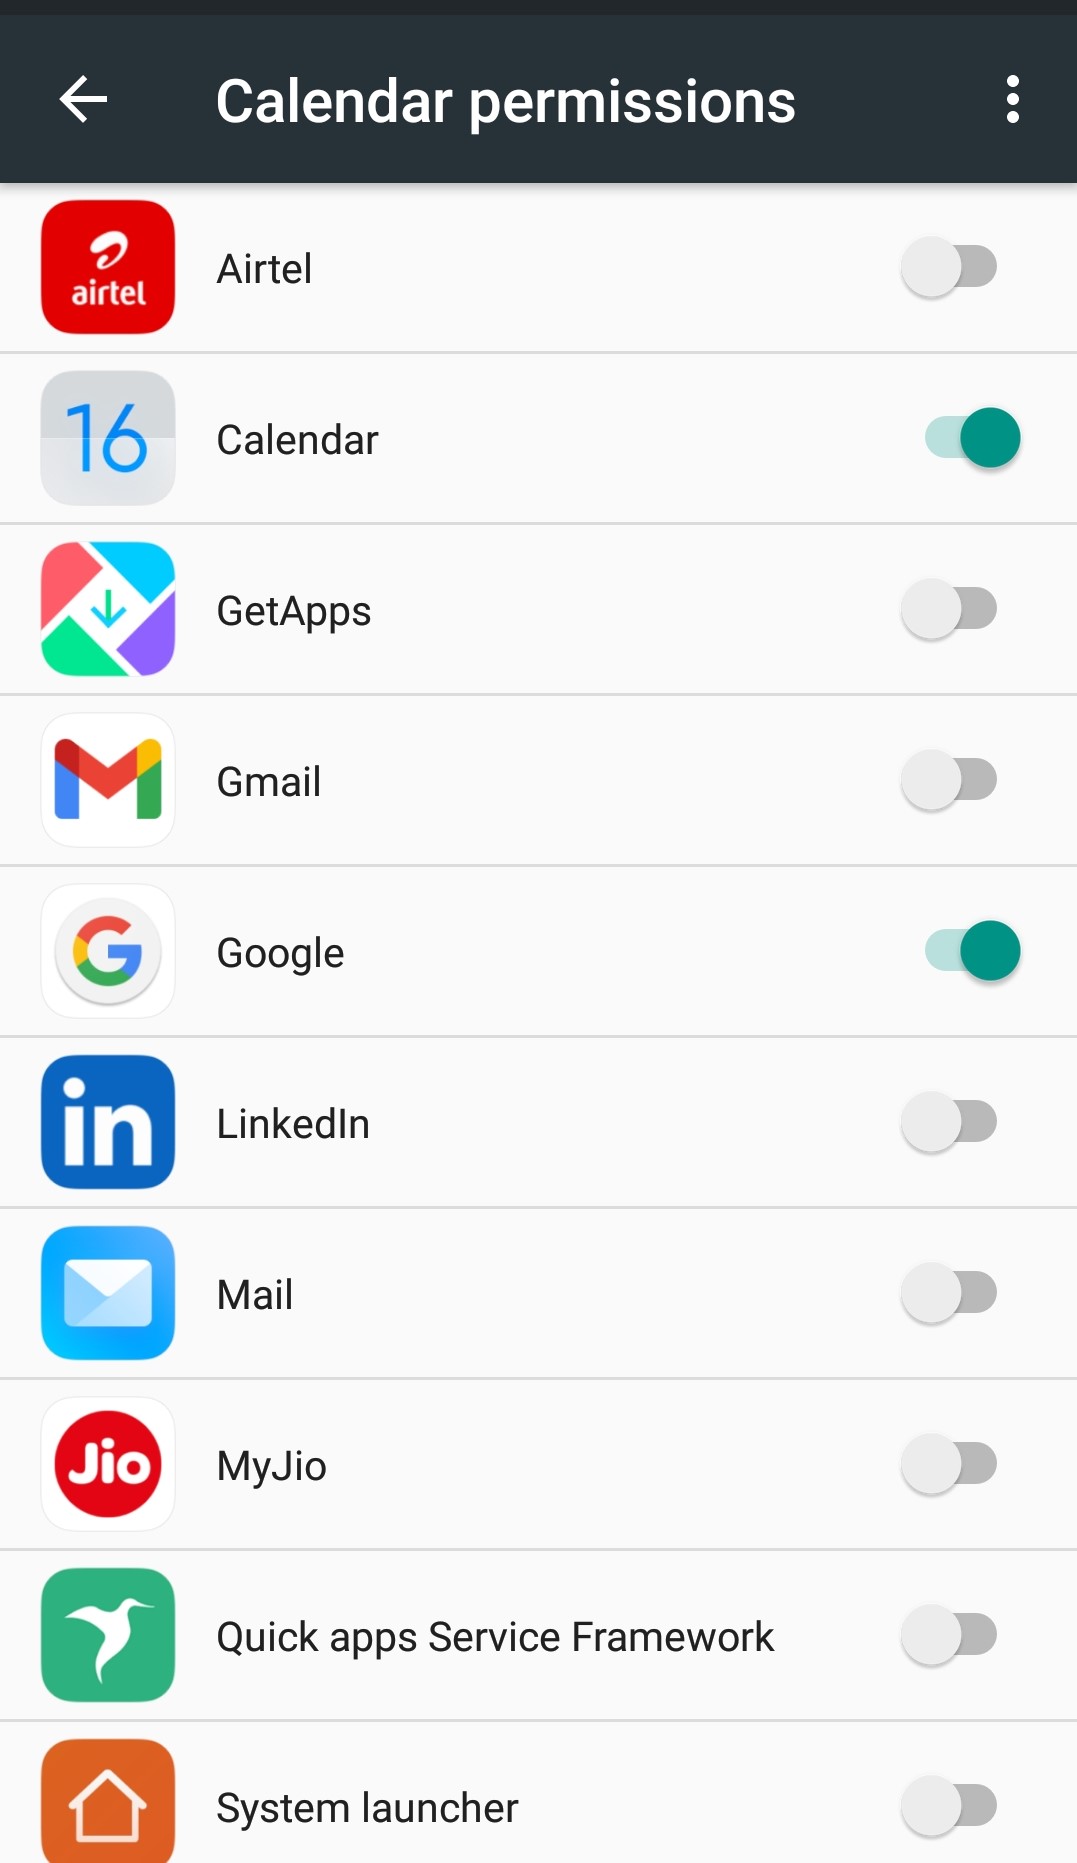 Calendar permissions
airtel
Airtel
16
Calendar
GetApps
Gmail
Google
in
LinkedIn
Mail
Jio
MyJio
Quick apps Service Framework
System launcher